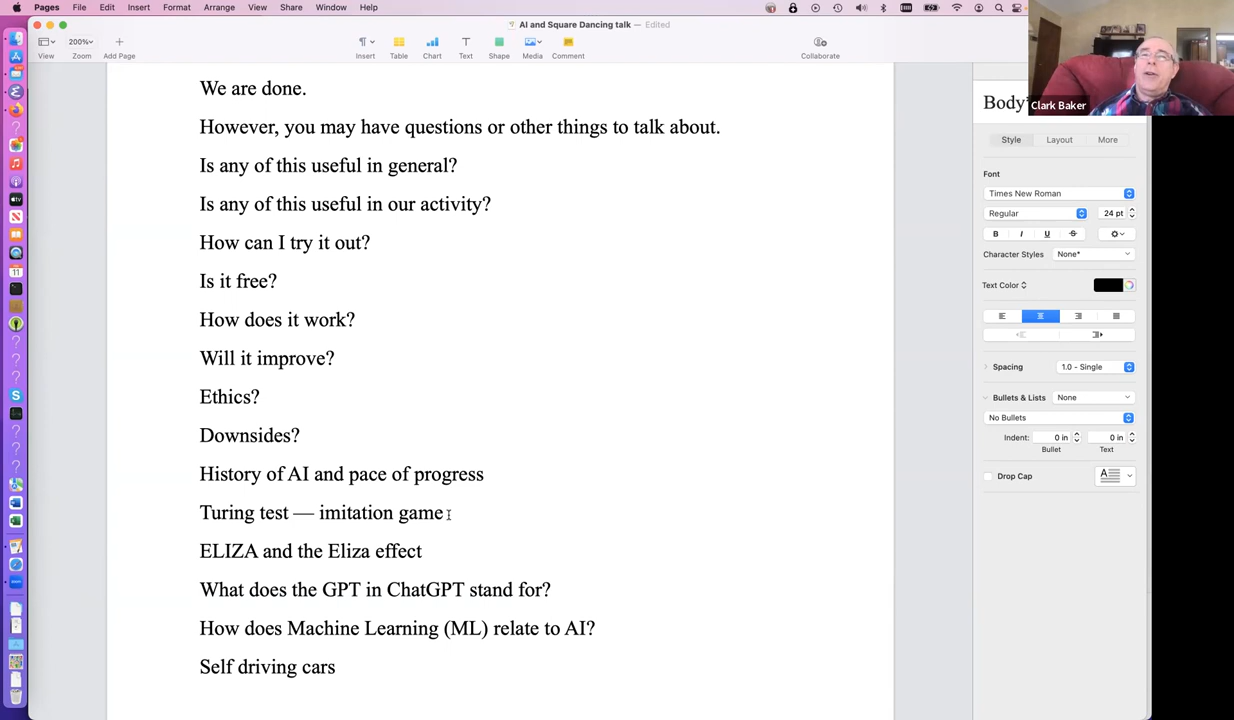 Pages File Edit Insert Format Arrange View Share Window Help
AI and Square Dancing talk — Edited
200%
View Zoom Add Page Insert Table Chart Text Shape Media Comment Collaborate
Clark Baker
We are done.
However, you may have questions or other things to talk about.
Is any of this useful in general?
Is any of this useful in our activity?
How can I try it out?
Is it free?
How does it work?
Will it improve?
Ethics?
Downsides?
History of AI and pace of progress
Turing test — imitation game
ELIZA and the Eliza effect
What does the GPT in ChatGPT stand for?
How does Machine Learning (ML) relate to AI?
Self driving cars
Body
Style Layout More
Font
Times New Roman
Regular 24 pt
B I U S
Character Styles None*
Text Color
Spacing 1.0 - Single
Bullets & Lists None
No Bullets
Indent: 0 in 0 in
Bullet Text
Drop Cap